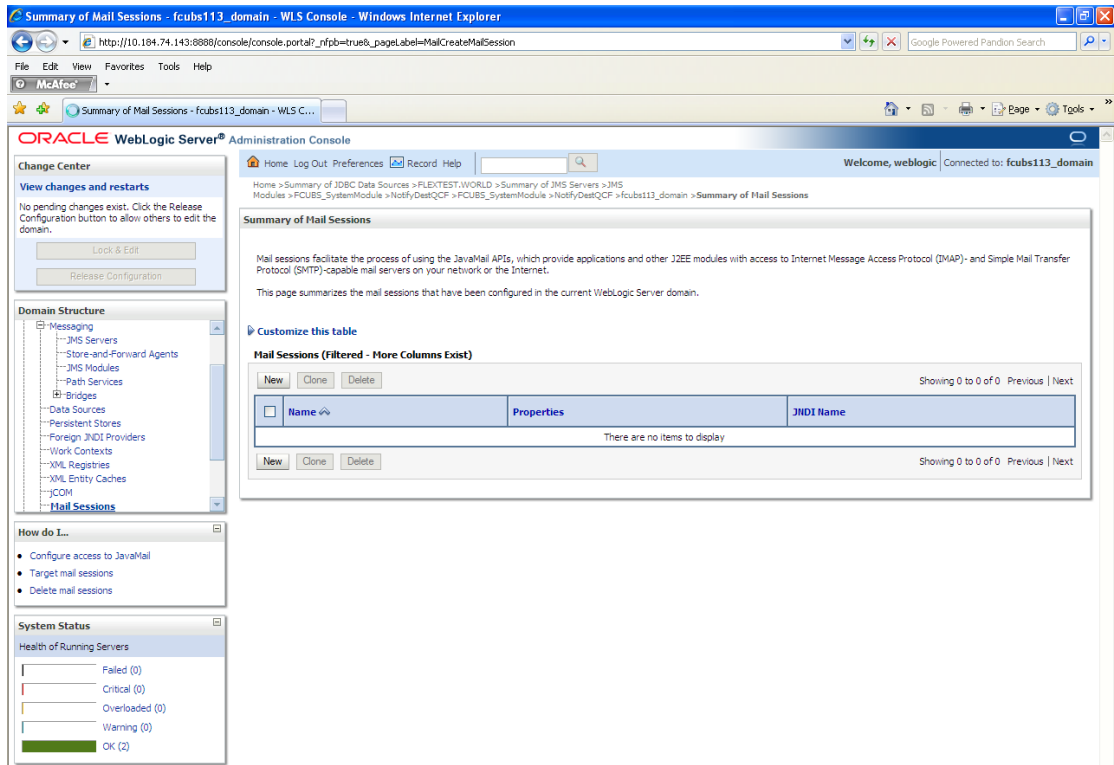 Summary of Mail Sessions - fcubs113_domain - WLS Console - Windows Internet Explorer
http://10.184.74.143:8888/console/console.portal?_nfpb=true&_pageLabel=MailCreateMailSession
Google Powered Pandion Search
File Edit View Favorites Tools Help
McAfee
Summary of Mail Sessions - fcubs113_domain - WLS C...
Page Tools
ORACLE WebLogic Server® Administration Console
Change Center
View changes and restarts
No pending changes exist. Click the Release
Configuration button to allow others to edit the
domain.
Lock & Edit
Release Configuration
Domain Structure
Messaging
JMS Servers
Store-and-Forward Agents
JMS Modules
Path Services
Bridges
Data Sources
Persistent Stores
Foreign JNDI Providers
Work Contexts
XML Registries
XML Entity Caches
jCOM
Mail Sessions
How do I...
Configure access to JavaMail
Target mail sessions
Delete mail sessions
System Status
Health of Running Servers
Failed (0)
Critical (0)
Overloaded (0)
Warning (0)
OK (2)
Home Log Out Preferences Record Help
Welcome, weblogic Connected to: fcubs113_domain
Home >Summary of JDBC Data Sources >FLEXTEST.WORLD >Summary of JMS Servers >JMS
Modules >FCUBS_SystemModule >NotifyDestQCF >FCUBS_SystemModule >NotifyDestQCF >fcubs113_domain >Summary of Mail Sessions
Summary of Mail Sessions
Mail sessions facilitate the process of using the JavaMail APIs, which provide applications and other J2EE modules with access to Internet Message Access Protocol (IMAP)- and Simple Mail Transfer
Protocol (SMTP)-capable mail servers on your network or the Internet.
This page summarizes the mail sessions that have been configured in the current WebLogic Server domain.
Customize this table
Mail Sessions (Filtered - More Columns Exist)
New Clone Delete Showing 0 to 0 of 0 Previous | Next
Name Properties JNDI Name
There are no items to display
New Clone Delete Showing 0 to 0 of 0 Previous | Next